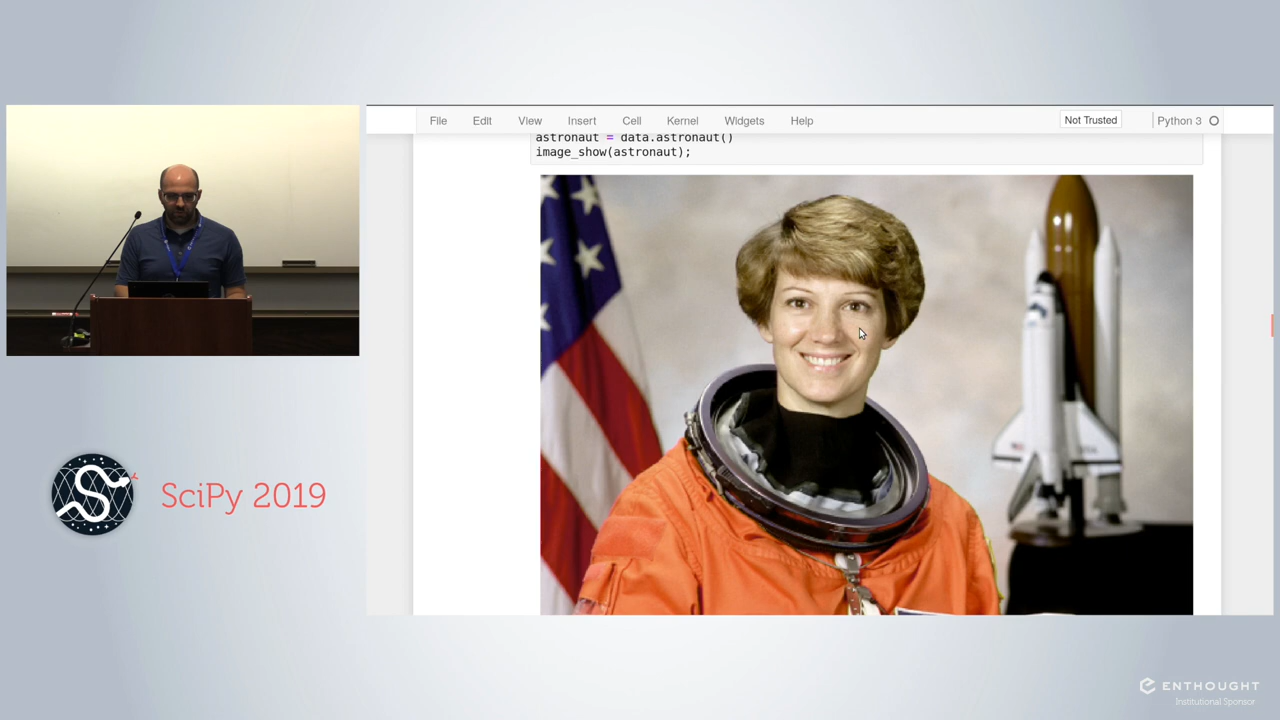 File Edit View Insert Cell Kernel Widgets Help Not Trusted Python 3
astronaut = data.astronaut()
image_show(astronaut);
SciPy 2019
ENTHOUGHT
Institutional Sponsor